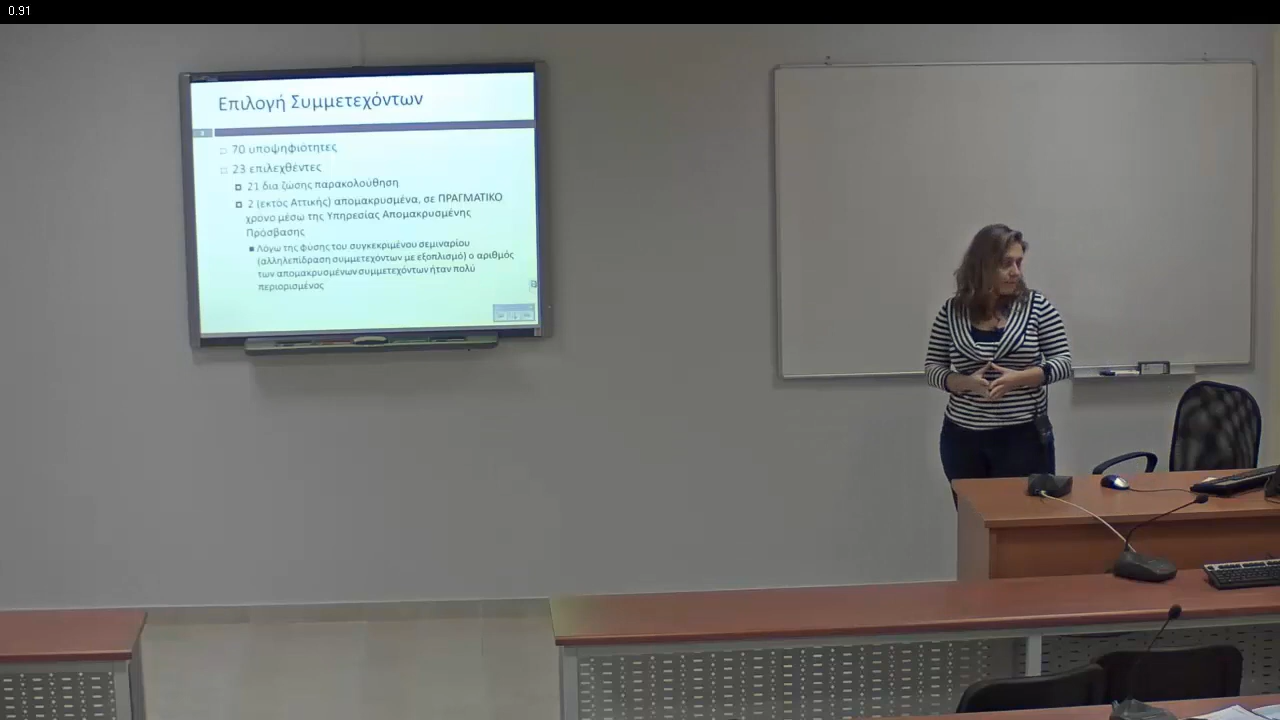 0.91
Επιλογή Συμμετεχόντων
3
70 υποψηφιότητες
23 επιλεχθέντες
21 δια ζώσης παρακολούθηση
2 (εκτός Αττικής) απομακρυσμένα, σε ΠΡΑΓΜΑΤΙΚΟ
χρόνο μέσω της Υπηρεσίας Απομακρυσμένης
Πρόσβασης
Λόγω της φύσης του συγκεκριμένου σεμιναρίου
(αλληλεπίδραση συμμετεχόντων με εξοπλισμό) ο αριθμός
των απομακρυσμένων συμμετεχόντων ήταν πολύ
περιορισμένος